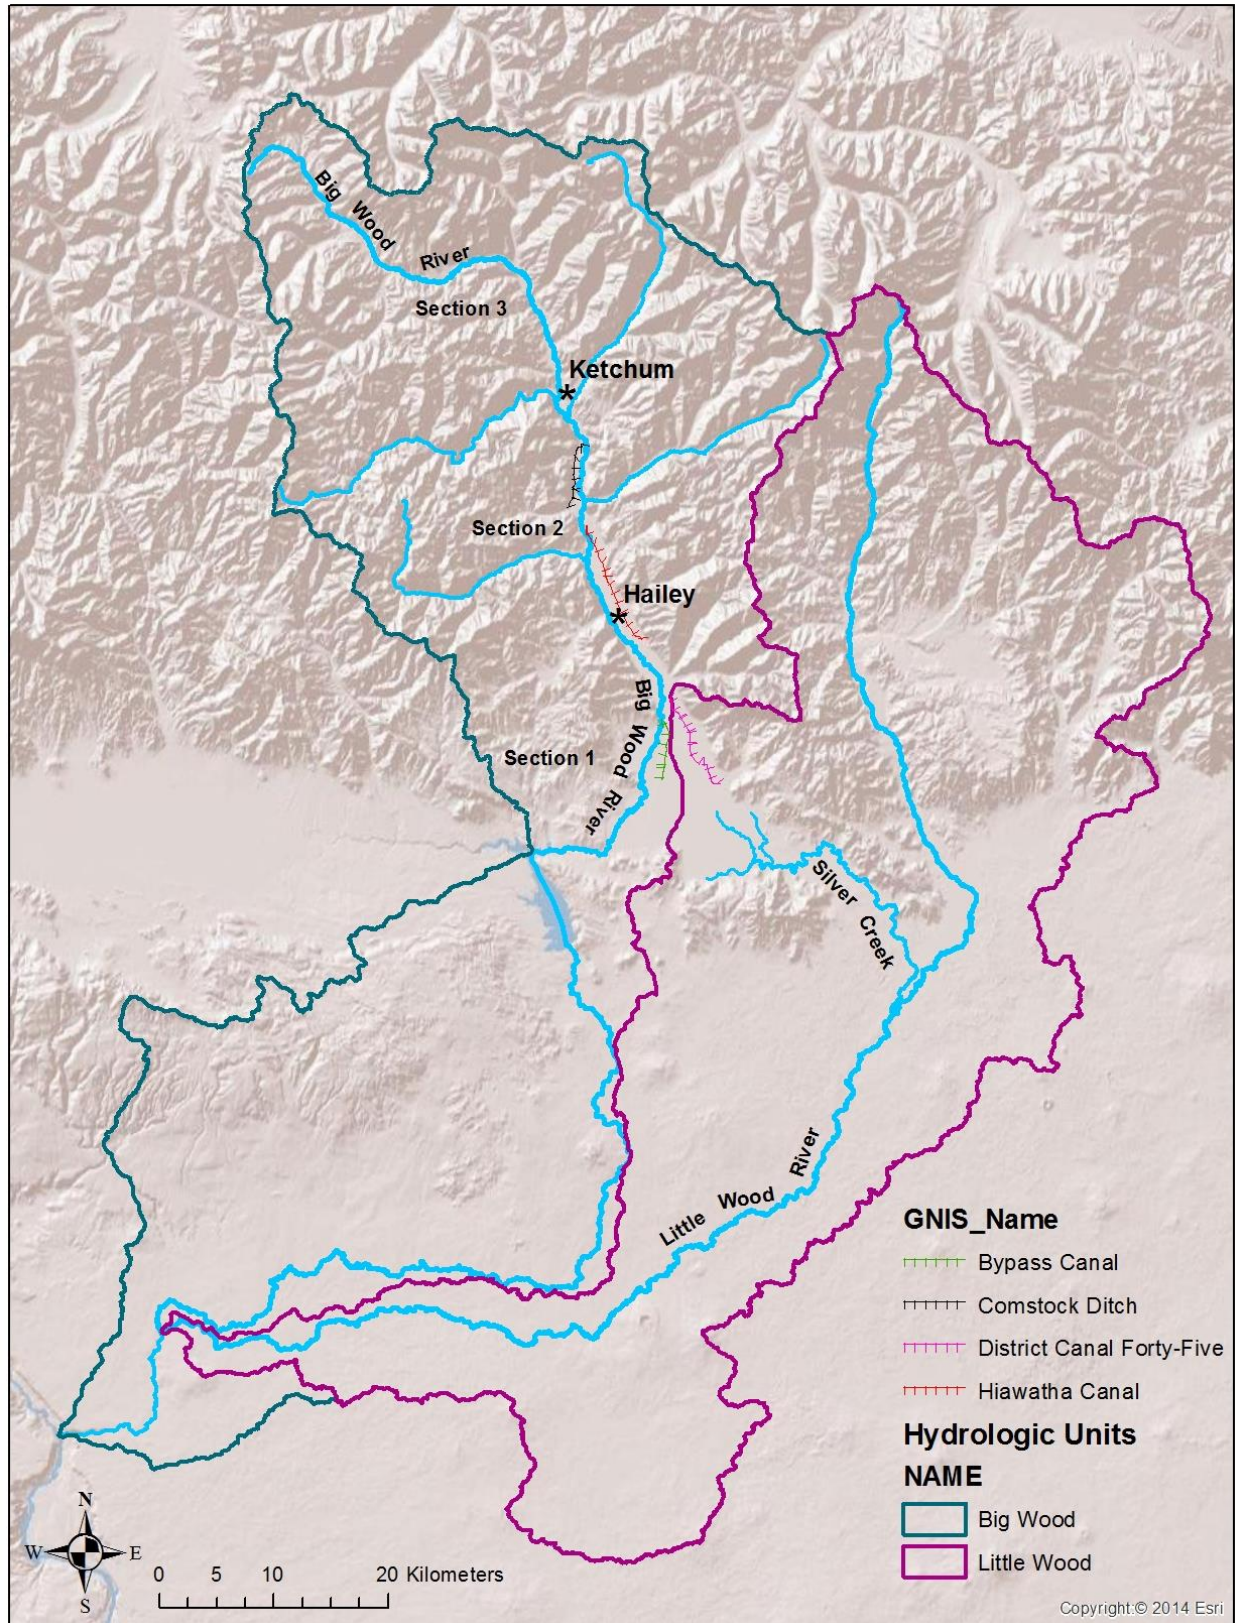 Big Wood River
Section 3
Ketchum
*
Section 2
Hailey
*
Big Wood River
Section 1
Silver Creek
Little Wood River
GNIS_Name
Bypass Canal
Comstock Ditch
District Canal Forty-Five
Hiawatha Canal
Hydrologic Units
NAME
Big Wood
Little Wood
N
W E
S
0 5 10 20 Kilometers
Copyright:© 2014 Esri